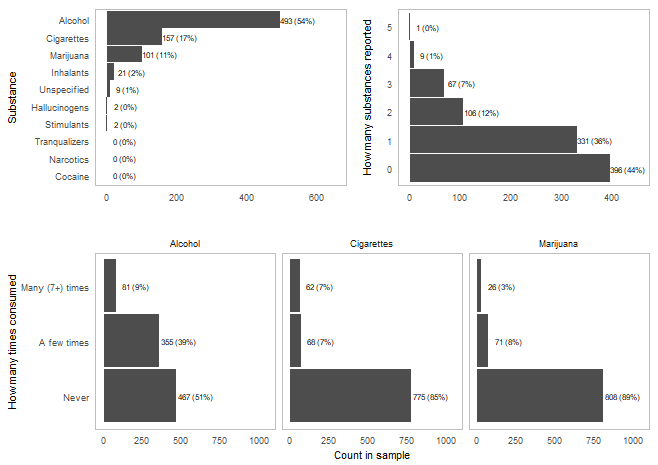 Substance
Alcohol 493 (54%)
Cigarettes 157 (17%)
Marijuana 101 (11%)
Inhalants 21 (2%)
Unspecified 9 (1%)
Hallucinogens 2 (0%)
Stimulants 2 (0%)
Tranquilizers 0 (0%)
Narcotics 0 (0%)
Cocaine 0 (0%)
0 200 400 600
How many substances reported
5 1 (0%)
4 9 (1%)
3 67 (7%)
2 106 (12%)
1 331 (36%)
0 396 (44%)
0 100 200 300 400
How many times consumed
Alcohol Cigarettes Marijuana
Many (7+) times 81 (9%) 62 (7%) 26 (3%)
A few times 355 (39%) 68 (7%) 71 (8%)
Never 467 (51%) 775 (85%) 808 (89%)
0 250 500 750 1000 0 250 500 750 1000 0 250 500 750 1000
Count in sample